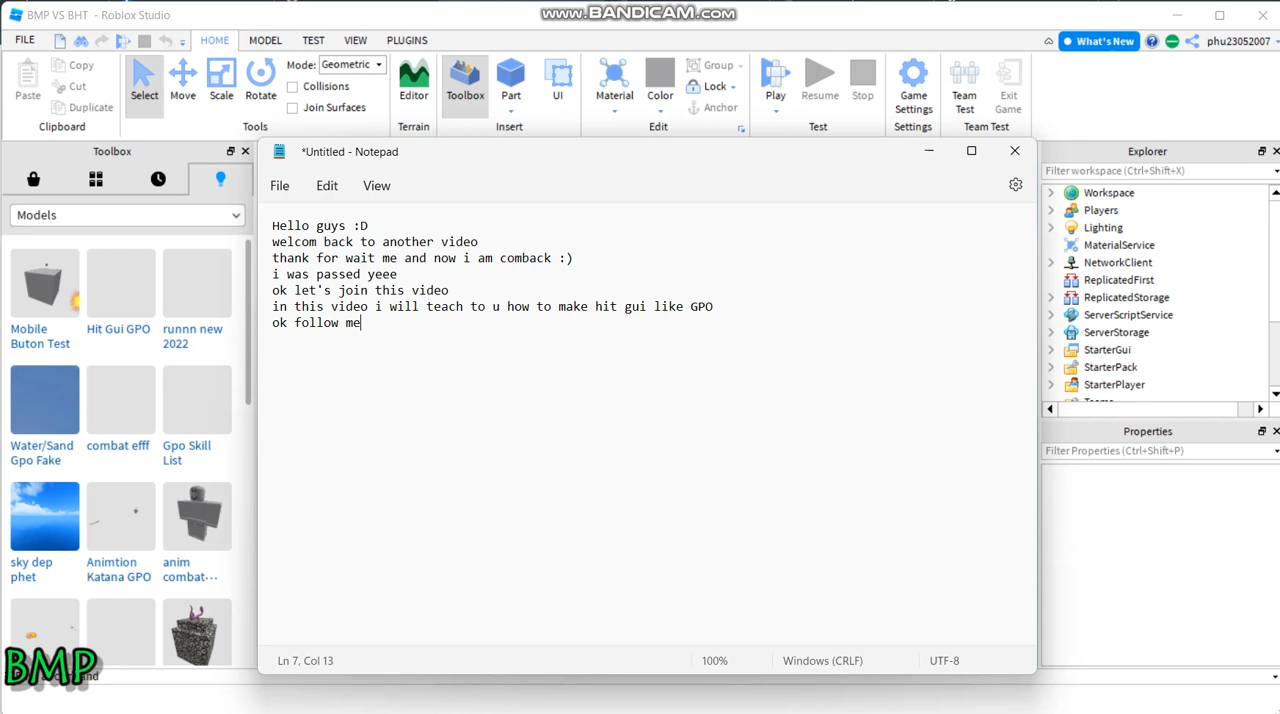 BMP VS BHT - Roblox Studio
www.BANDICAM.com
FILE HOME MODEL TEST VIEW PLUGINS What's New phu23052007
Paste Copy Cut Duplicate
Clipboard
Select Move Scale Rotate
Mode: Geometric
Collisions
Join Surfaces
Tools
Editor
Terrain
Toolbox Part UI
Insert
Material Color Group Lock Anchor
Edit
Play Resume Stop
Test
Game Settings
Settings
Team Test
Exit Game
Team Test
Toolbox
Models
Mobile Buton Test
Hit Gui GPO
runnn new 2022
Water/Sand Gpo Fake
combat efff
Gpo Skill List
sky dep phet
Animtion Katana GPO
anim combat···
BMP
*Untitled - Notepad
File Edit View
Hello guys :D
welcom back to another video
thank for wait me and now i am comback :)
i was passed yeee
ok let's join this video
in this video i will teach to u how to make hit gui like GPO
ok follow me
Ln 7, Col 13 100% Windows (CRLF) UTF-8
Explorer
Filter workspace (Ctrl+Shift+X)
Workspace
Players
Lighting
MaterialService
NetworkClient
ReplicatedFirst
ReplicatedStorage
ServerScriptService
ServerStorage
StarterGui
StarterPack
StarterPlayer
Properties
Filter Properties (Ctrl+Shift+P)